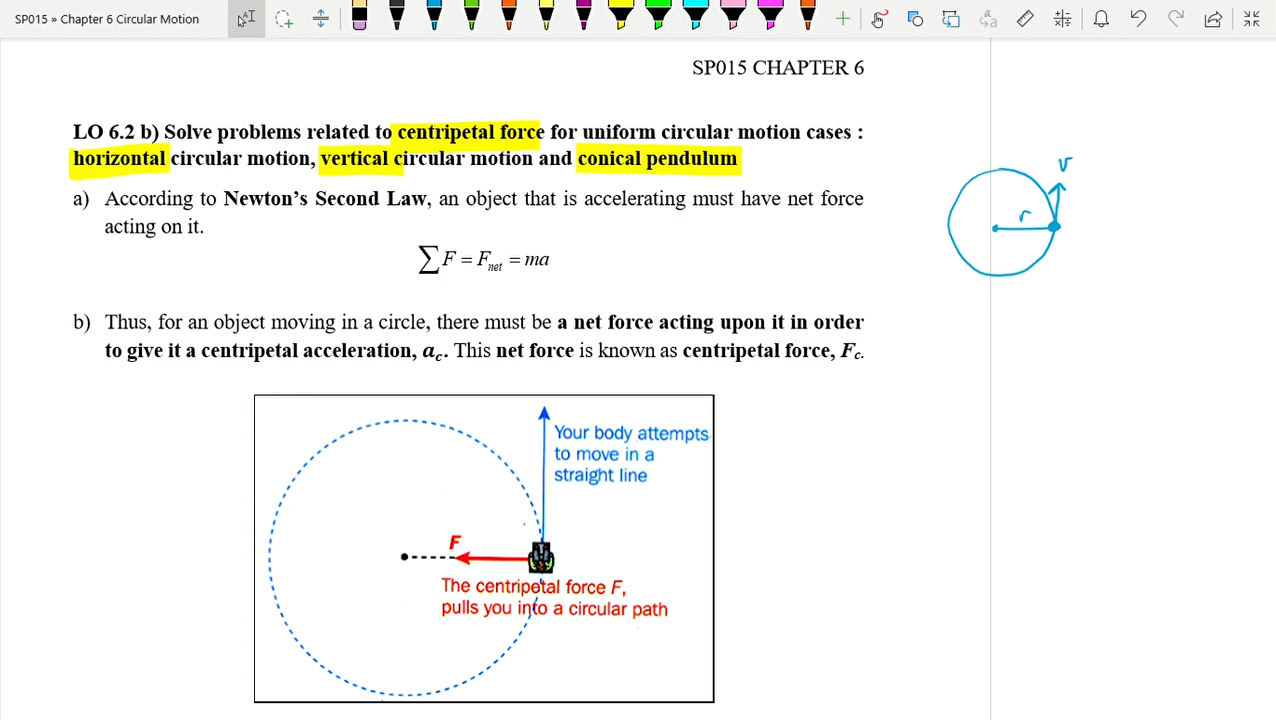 SP015 » Chapter 6 Circular Motion
SP015 CHAPTER 6
LO 6.2 b) Solve problems related to centripetal force for uniform circular motion cases :
horizontal circular motion, vertical circular motion and conical pendulum
a) According to Newton's Second Law, an object that is accelerating must have net force
acting on it.
∑F = Fnet = ma
b) Thus, for an object moving in a circle, there must be a net force acting upon it in order
to give it a centripetal acceleration, ac. This net force is known as centripetal force, Fc.
v
r
Your body attempts
to move in a
straight line
F
The centripetal force F,
pulls you into a circular path